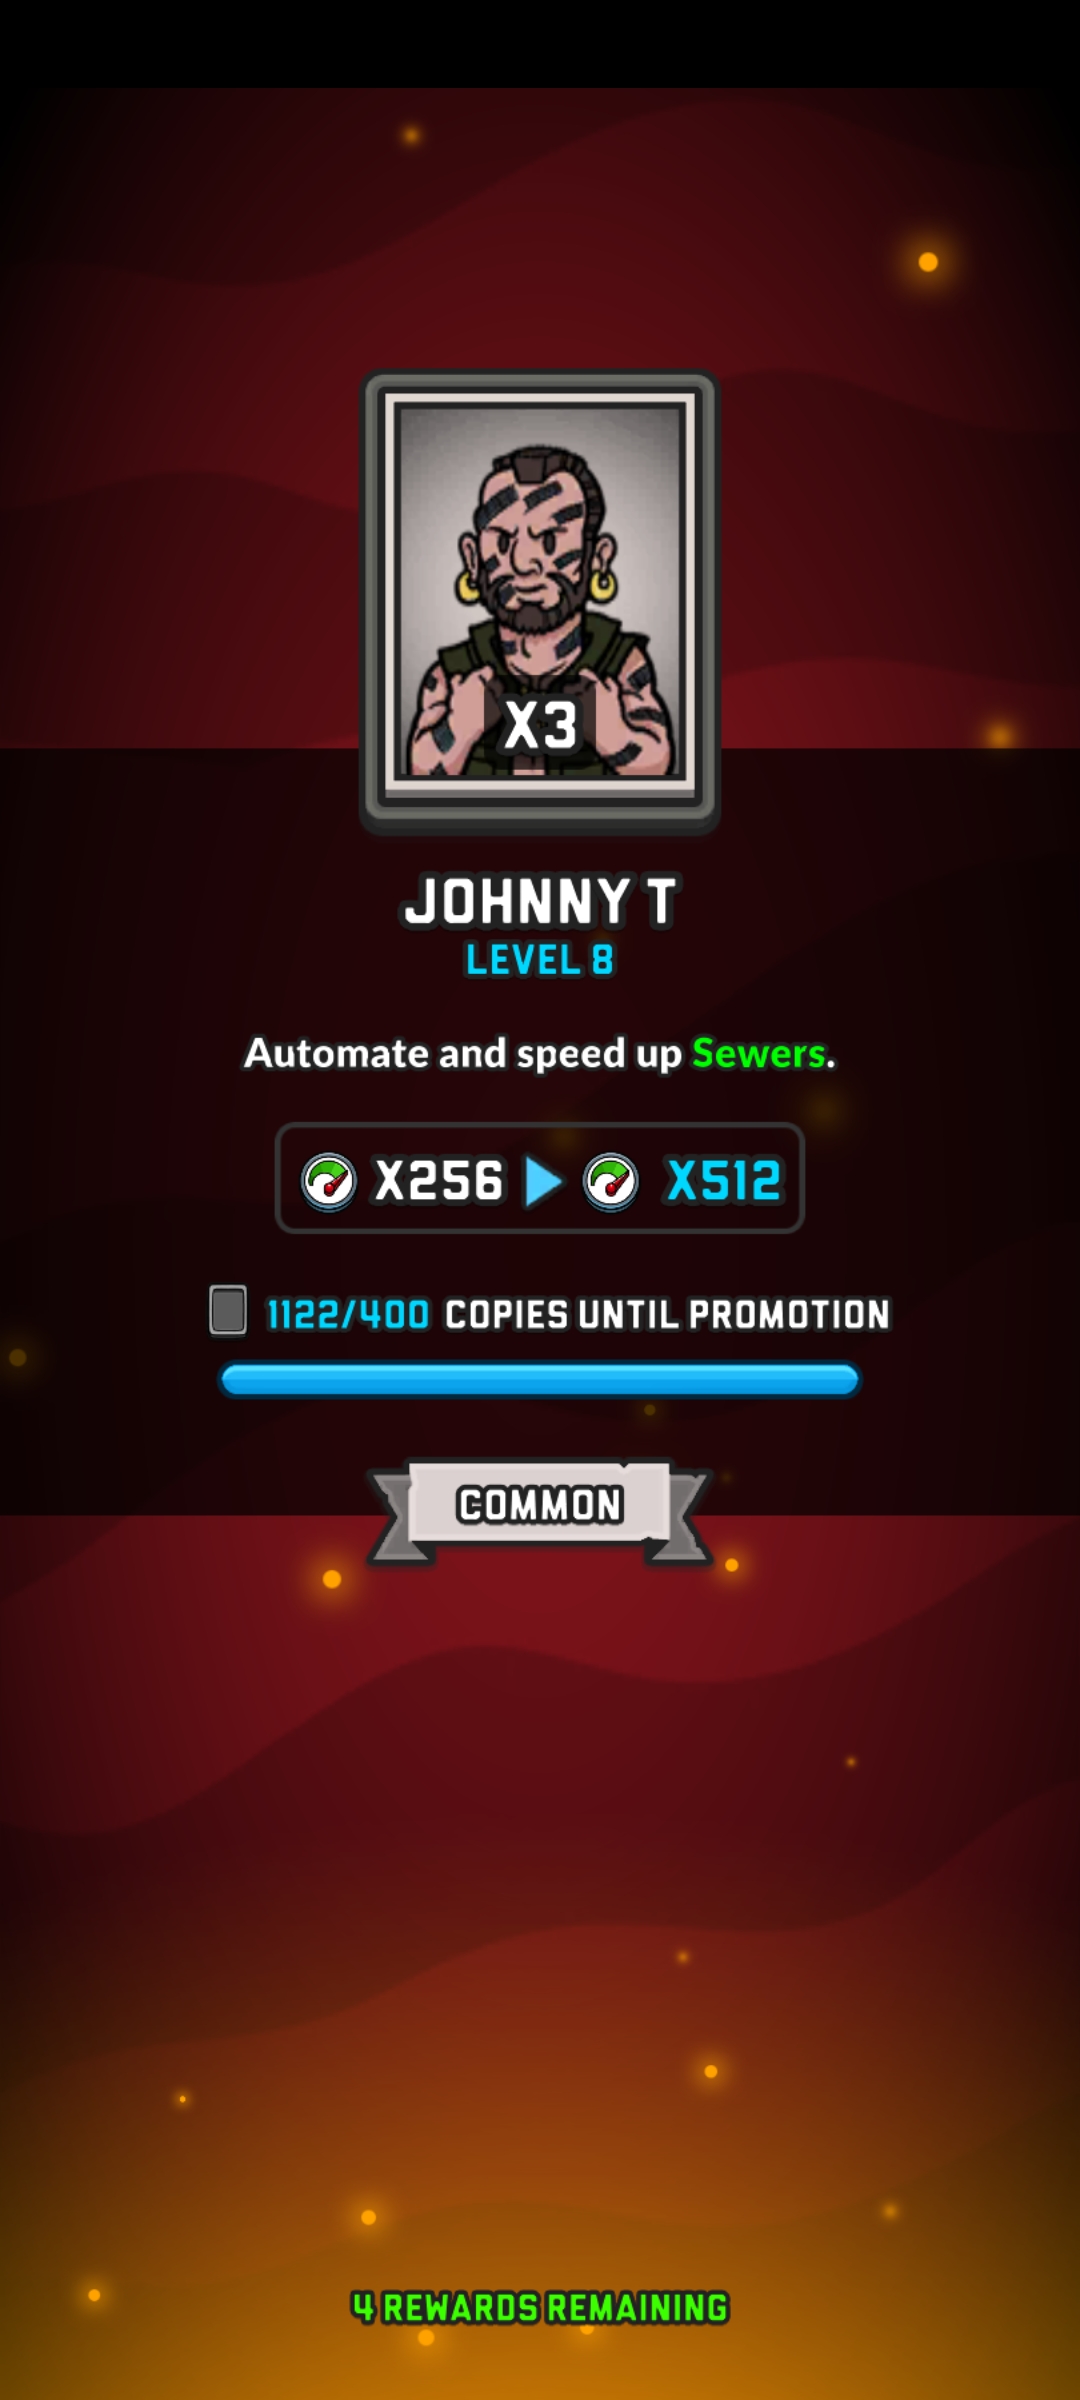 X3
JOHNNY T
LEVEL 8
Automate and speed up Sewers.
X256 X512
1122/400 COPIES UNTIL PROMOTION
COMMON
4 REWARDS REMAINING